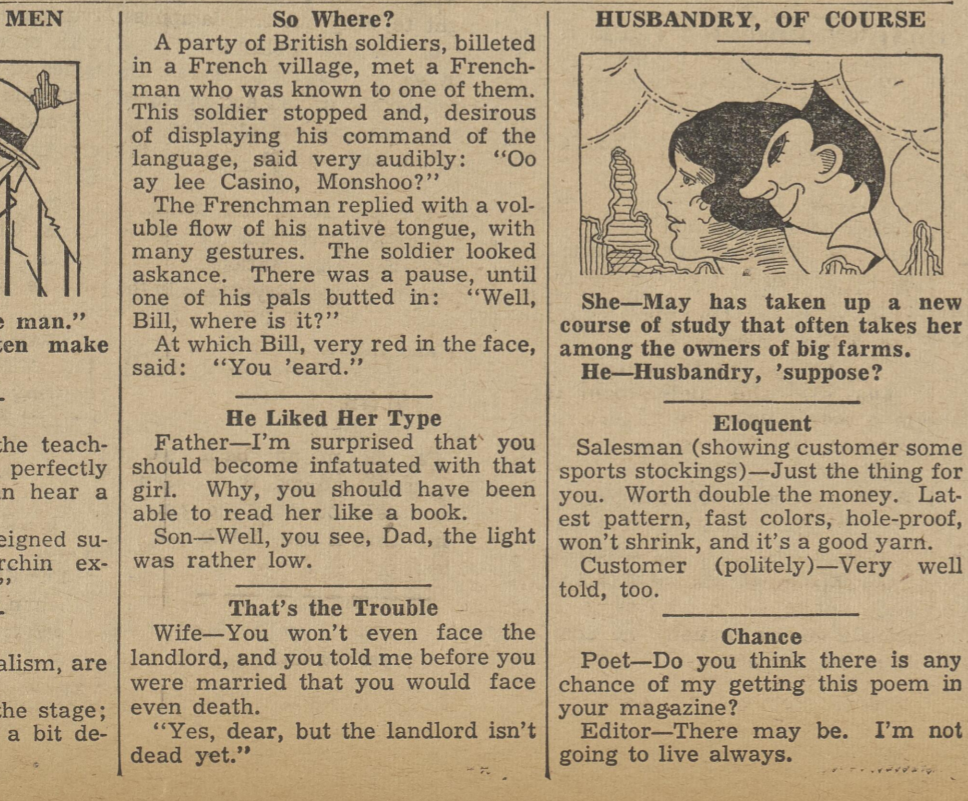 MEN
e man."
ten make
the teach-
perfectly
n hear a
eigned su-
rchin ex-
"
alism, are
the stage;
a bit de-
So Where?
A party of British soldiers, billeted
in a French village, met a French-
man who was known to one of them.
This soldier stopped and, desirous
of displaying his command of the
language, said very audibly: "Oo
ay lee Casino, Monshoo?"
The Frenchman replied with a vol-
uble flow of his native tongue, with
many gestures. The soldier looked
askance. There was a pause, until
one of his pals butted in: "Well,
Bill, where is it?"
At which Bill, very red in the face,
said: "You 'eard."
He Liked Her Type
Father—I'm surprised that you
should become infatuated with that
girl. Why, you should have been
able to read her like a book.
Son—Well, you see, Dad, the light
was rather low.
That's the Trouble
Wife—You won't even face the
landlord, and you told me before you
were married that you would face
even death.
"Yes, dear, but the landlord isn't
dead yet."
HUSBANDRY, OF COURSE
She—May has taken up a new
course of study that often takes her
among the owners of big farms.
He—Husbandry, 'suppose?
Eloquent
Salesman (showing customer some
sports stockings)—Just the thing for
you. Worth double the money. Lat-
est pattern, fast colors, hole-proof,
won't shrink, and it's a good yarn.
Customer (politely)—Very well
told, too.
Chance
Poet—Do you think there is any
chance of my getting this poem in
your magazine?
Editor—There may be. I'm not
going to live always.